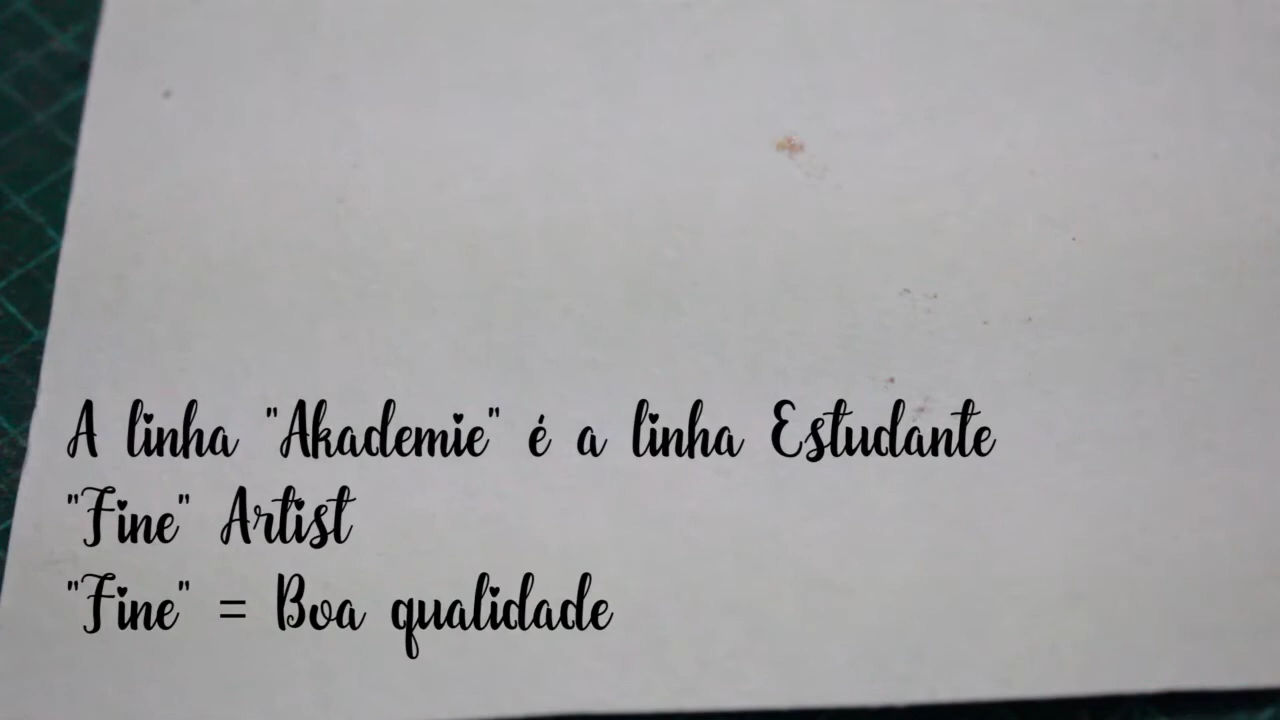 A linha "Akademie" é a linha Estudante
"Fine" Artist
"Fine" = Boa qualidade